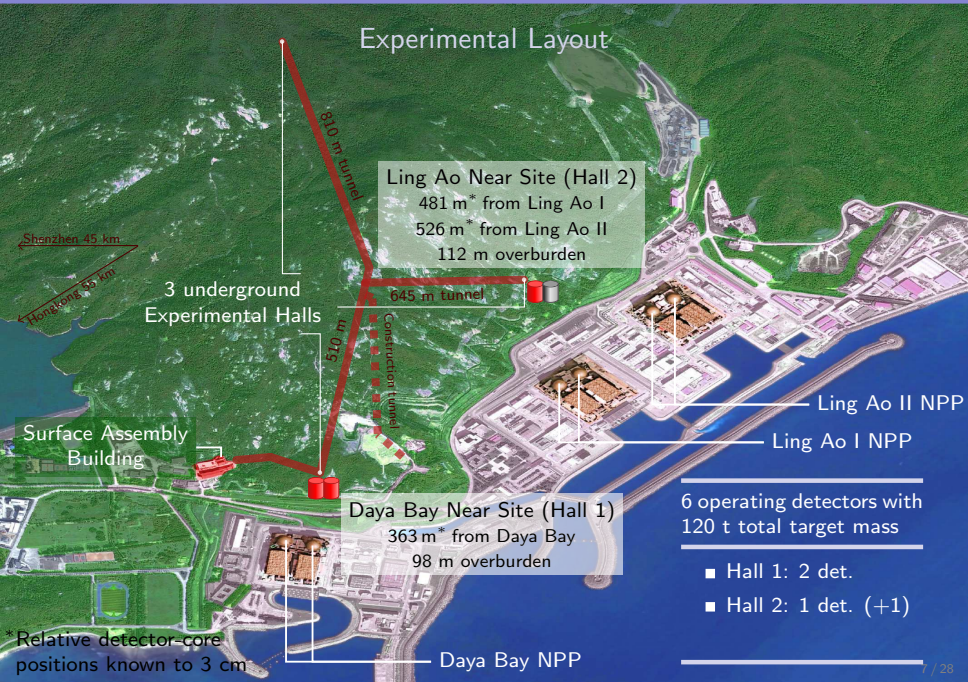 Experimental Layout
810 m tunnel
Ling Ao Near Site (Hall 2)
481 m* from Ling Ao I
526 m* from Ling Ao II
112 m overburden
Shenzhen 45 km
Hongkong 55 km
3 underground
Experimental Halls
645 m tunnel
510 m
Construction tunnel
Surface Assembly
Building
Ling Ao II NPP
Ling Ao I NPP
Daya Bay Near Site (Hall 1)
363 m* from Daya Bay
98 m overburden
6 operating detectors with
120 t total target mass
■ Hall 1: 2 det.
■ Hall 2: 1 det. (+1)
*Relative detector-core
positions known to 3 cm
Daya Bay NPP
7 / 28